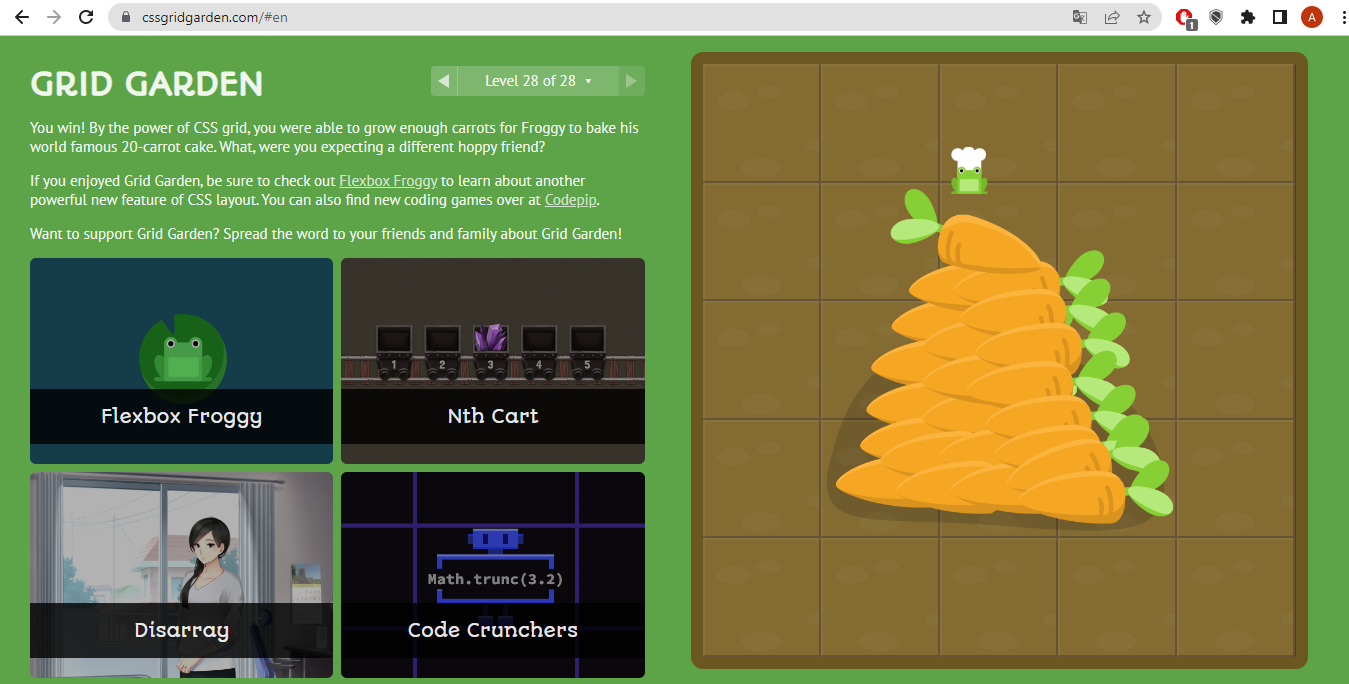 cssgridgarden.com/#en
1
A
GRID GARDEN
Level 28 of 28
You win! By the power of CSS grid, you were able to grow enough carrots for Froggy to bake his
world famous 20-carrot cake. What, were you expecting a different hoppy friend?
If you enjoyed Grid Garden, be sure to check out Flexbox Froggy to learn about another
powerful new feature of CSS layout. You can also find new coding games over at Codepip.
Want to support Grid Garden? Spread the word to your friends and family about Grid Garden!
Flexbox Froggy
1 2 3 4 5
Nth Cart
Disarray
Math.trunc(3.2)
Code Crunchers